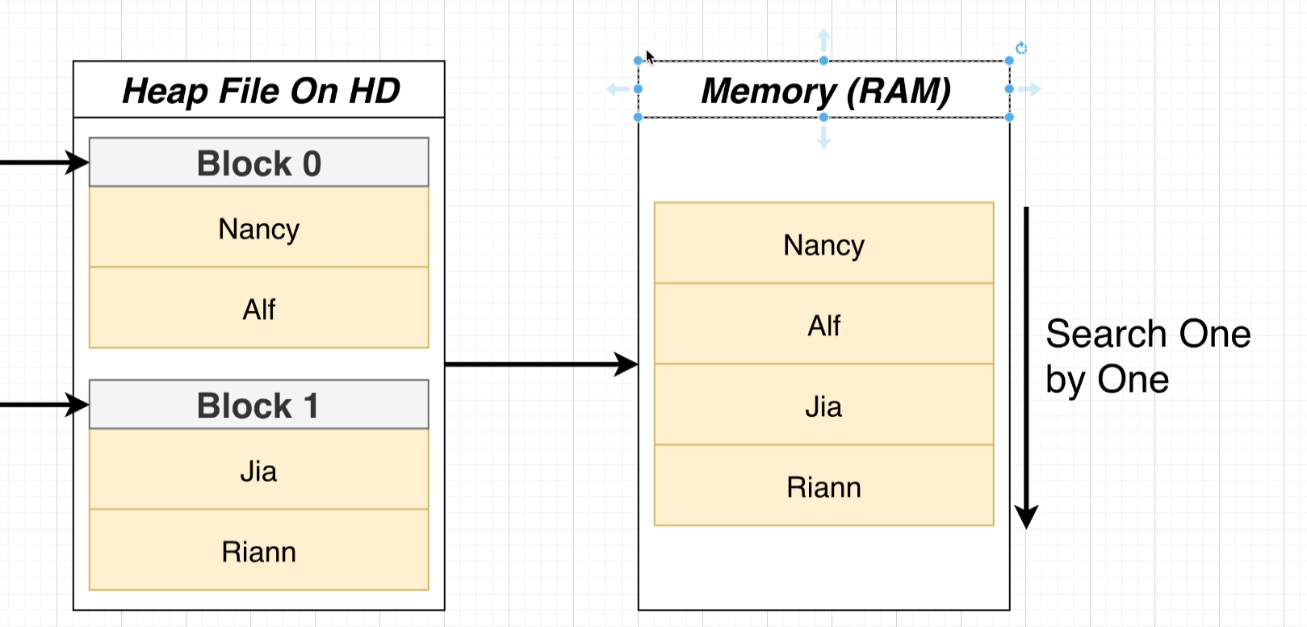 Heap File On HD
Block 0
Nancy
Alf
Block 1
Jia
Riann
Memory (RAM)
Nancy
Alf
Jia
Riann
Search One
by One